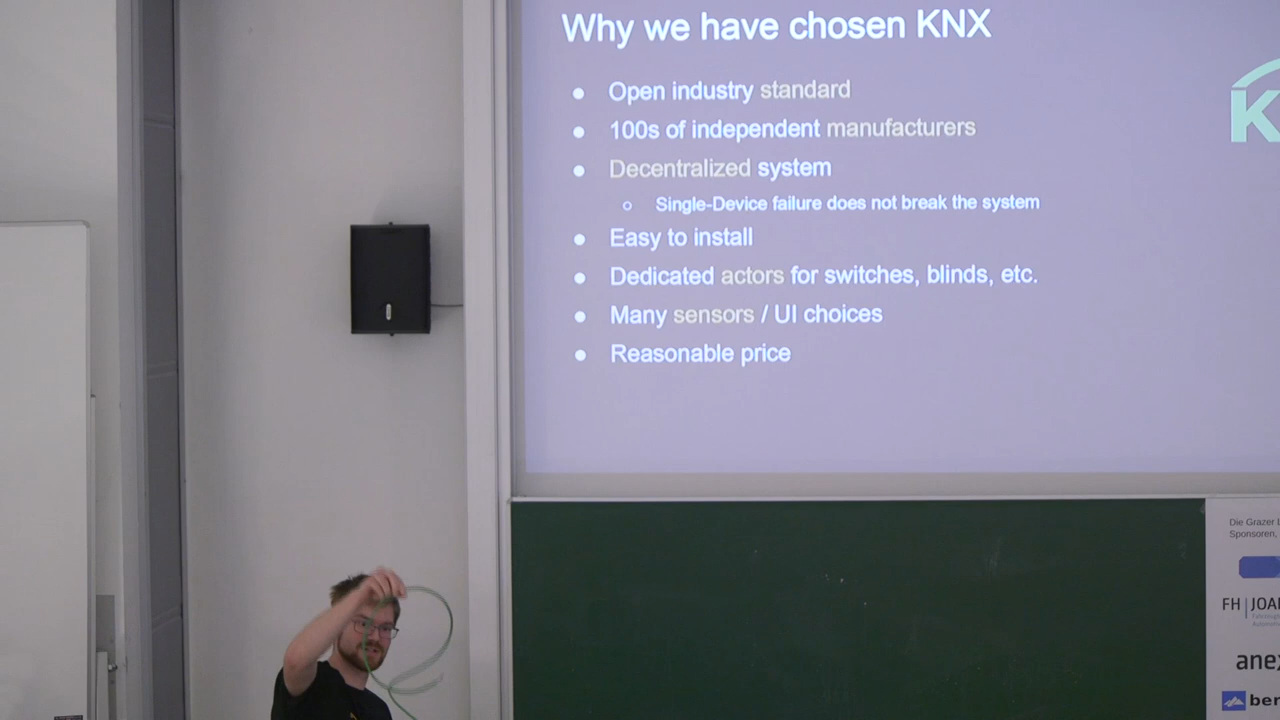 Why we have chosen KNX
Open industry standard
100s of independent manufacturers
Decentralized system
Single-Device failure does not break the system
Easy to install
Dedicated actors for switches, blinds, etc.
Many sensors / UI choices
Reasonable price
K
Die Grazer
Sponsoren,
FH JOA
anex
ber